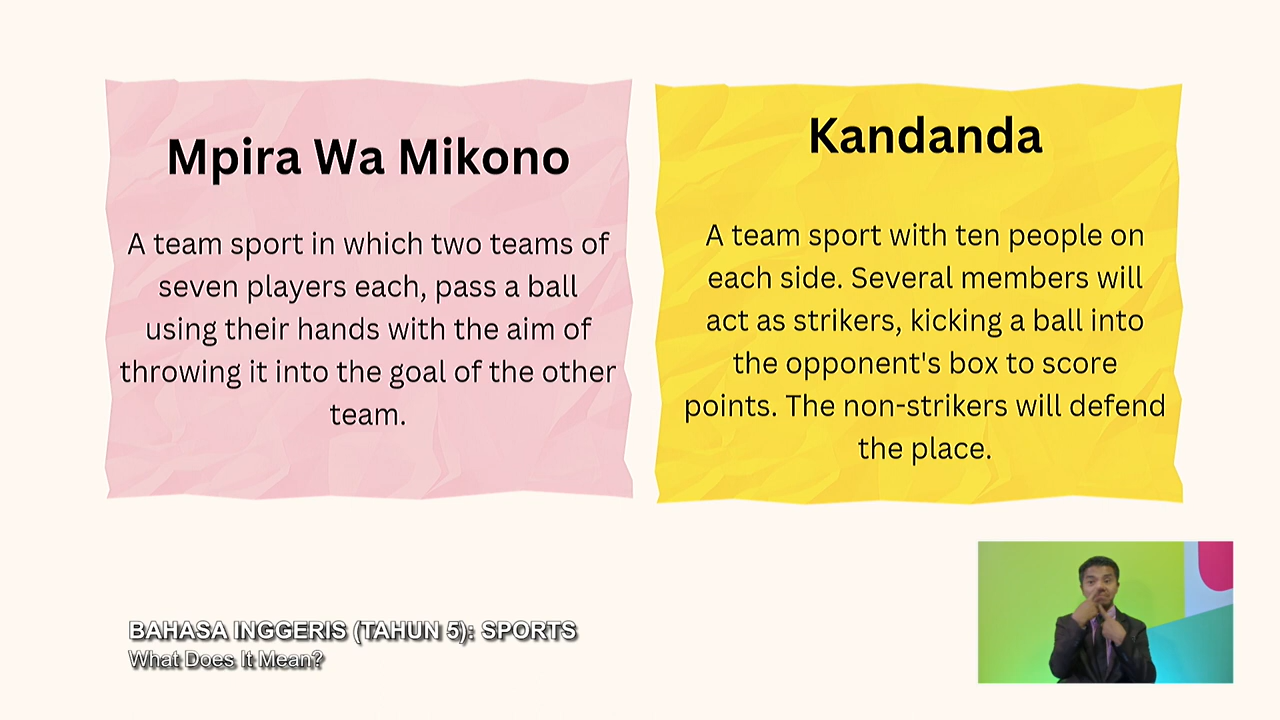 Mpira Wa Mikono
A team sport in which two teams of
seven players each, pass a ball
using their hands with the aim of
throwing it into the goal of the other
team.
Kandanda
A team sport with ten people on
each side. Several members will
act as strikers, kicking a ball into
the opponent's box to score
points. The non-strikers will defend
the place.
BAHASA INGGERIS (TAHUN 5): SPORTS
What Does It Mean?